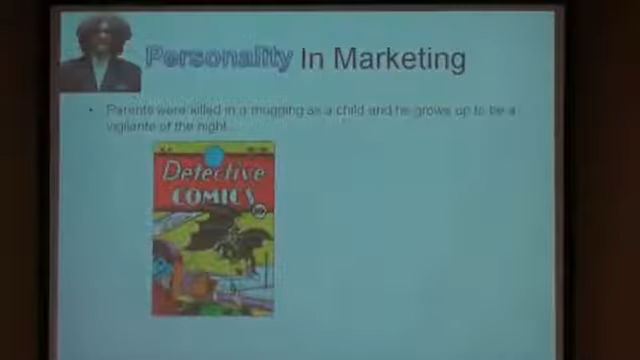 Personality In Marketing
• Parents were killed in a mugging as a child and he grows up to be a
vigilante of the night...
Detective
COMICS